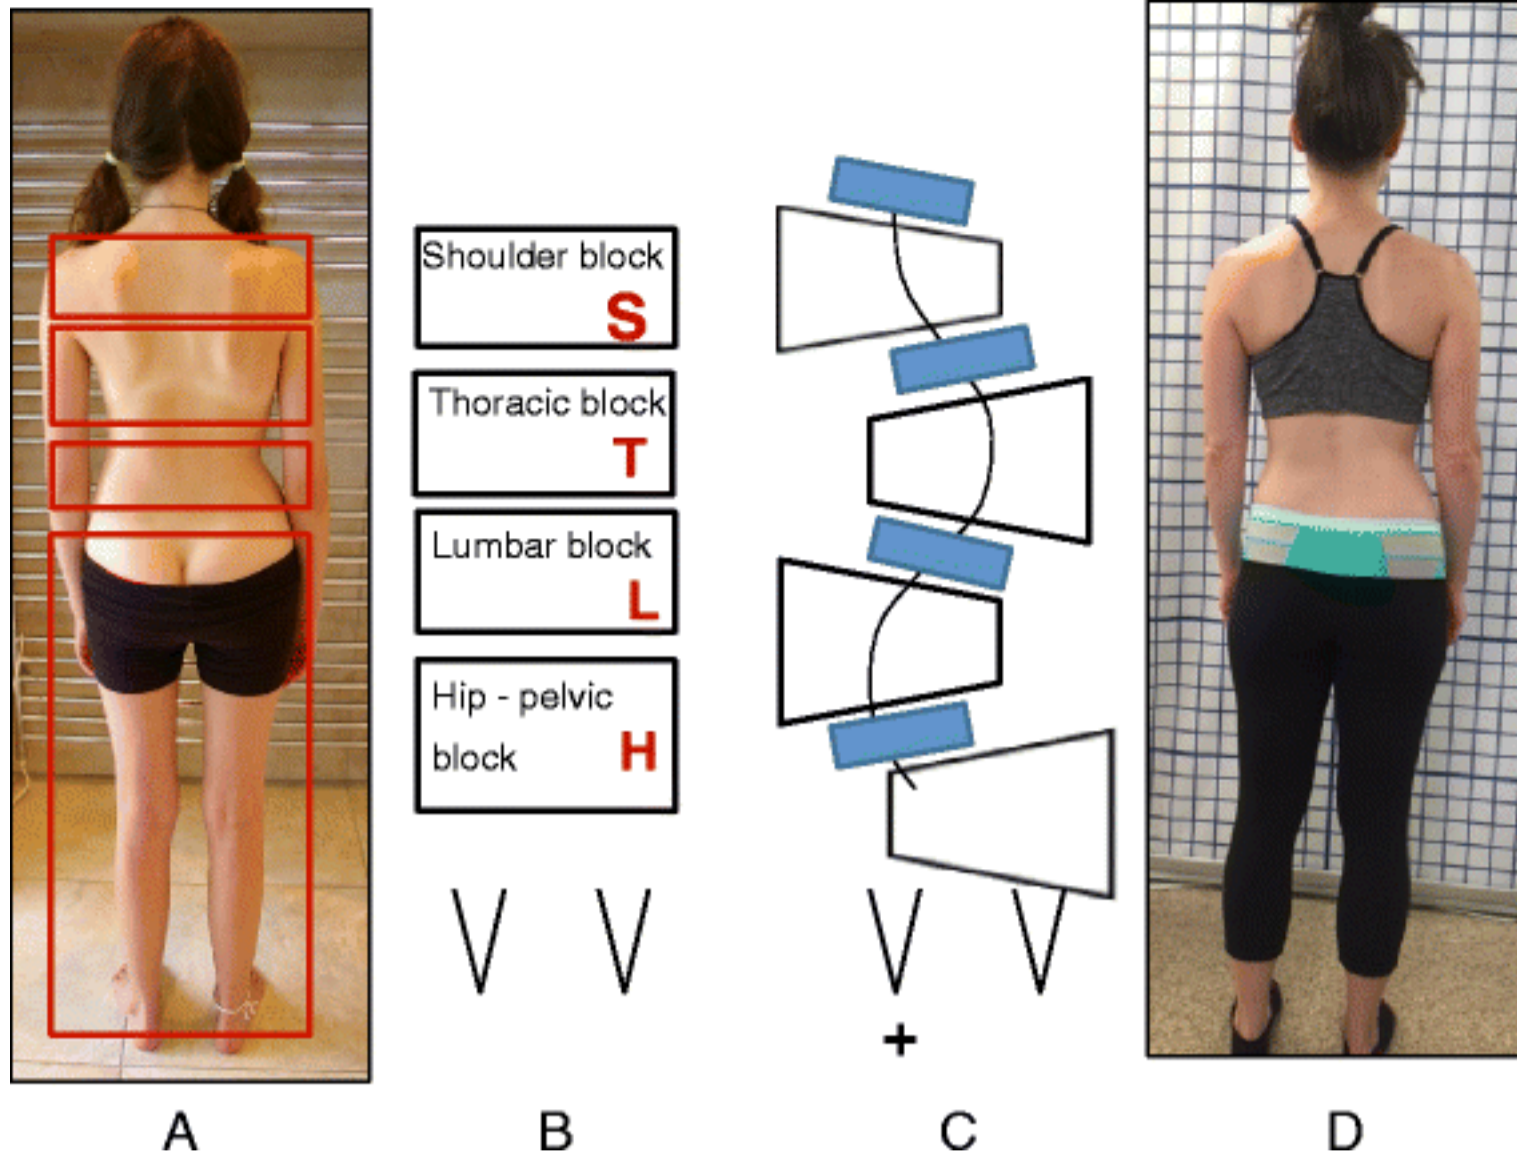 Shoulder block
S
Thoracic block
T
Lumbar block
L
Hip - pelvic
block H
+
A B C D